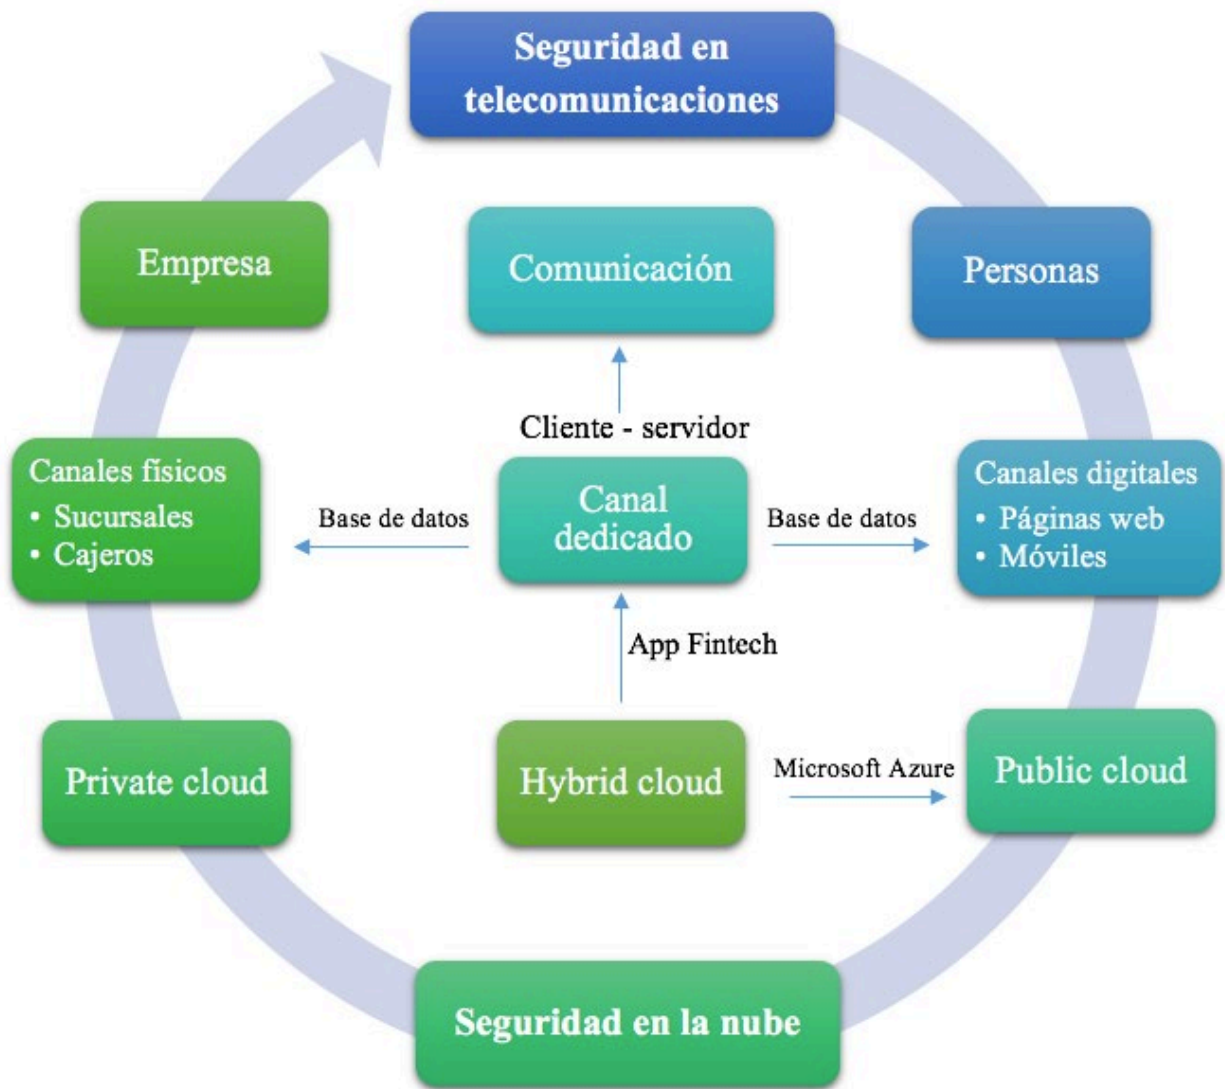 Seguridad en
telecomunicaciones
Empresa
Comunicación
Personas
Cliente - servidor
Canales físicos
• Sucursales
• Cajeros
Base de datos
Canal
dedicado
Base de datos
Canales digitales
• Páginas web
• Móviles
App Fintech
Private cloud
Hybrid cloud
Microsoft Azure
Public cloud
Seguridad en la nube